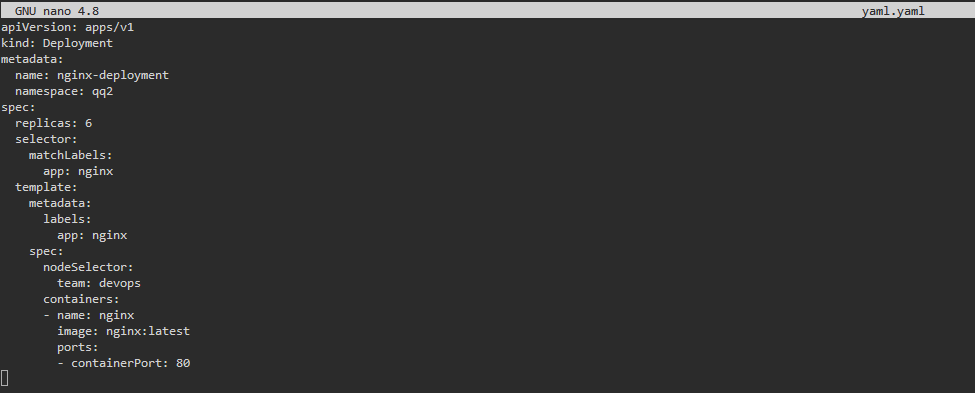 GNU nano 4.8 yaml.yaml
apiVersion: apps/v1
kind: Deployment
metadata:
  name: nginx-deployment
  namespace: qq2
spec:
  replicas: 6
  selector:
    matchLabels:
      app: nginx
  template:
    metadata:
      labels:
        app: nginx
    spec:
      nodeSelector:
        team: devops
      containers:
      - name: nginx
        image: nginx:latest
        ports:
        - containerPort: 80